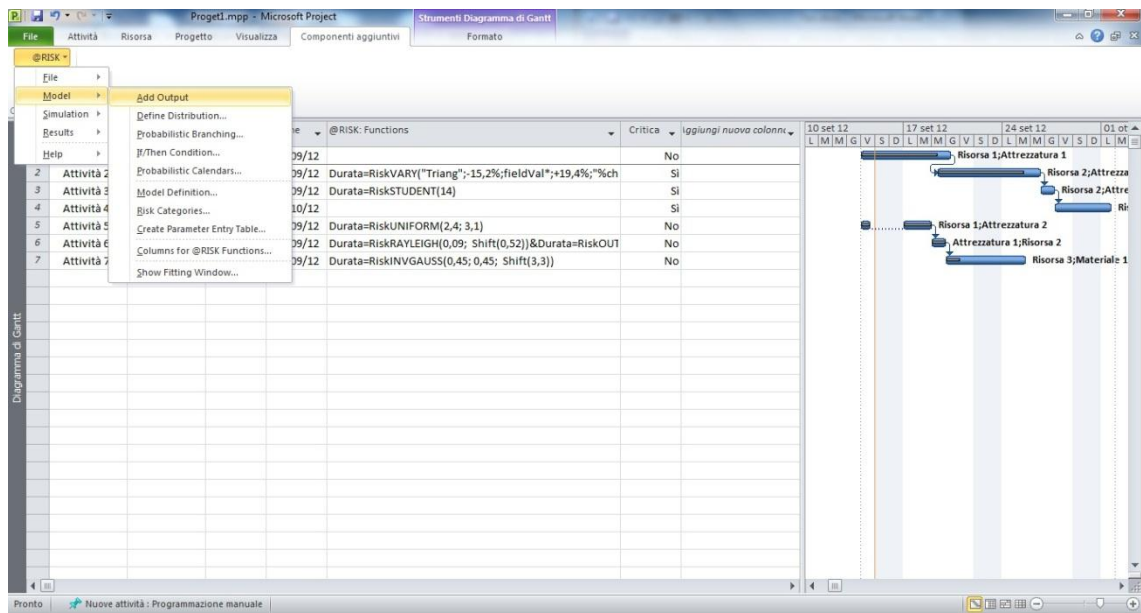 Proget1.mpp - Microsoft Project
Strumenti Diagramma di Gantt
File Attività Risorsa Progetto Visualizza Componenti aggiuntivi Formato
@RISK
File
Model
Simulation
Results
Help
Add Output
Define Distribution...
Probabilistic Branching...
If/Then Condition...
Probabilistic Calendars...
Model Definition...
Risk Categories...
Create Parameter Entry Table...
Columns for @RISK Functions...
Show Fitting Window...
@RISK: Functions Critica Aggiungi nuova colonna
10 set 12 17 set 12 24 set 12 01 ot
L M M G V S D L M M G V S D L M M G V S D L M
09/12 No
2 Attività 2 09/12 Durata=RiskVARY("Triang";-15,2%;fieldVal*;+19,4%;"%ch Sì
3 Attività 3 09/12 Durata=RiskSTUDENT(14) Sì
4 Attività 4 10/12 Sì
5 Attività 5 09/12 Durata=RiskUNIFORM(2,4; 3,1) No
6 Attività 6 09/12 Durata=RiskRAYLEIGH(0,09; Shift(0,52))&Durata=RiskOUT No
7 Attività 7 09/12 Durata=RiskINVGAUSS(0,45; 0,45; Shift(3,3)) No
Risorsa 1;Attrezzatura 1
Risorsa 2;Attrezza
Risorsa 2;Attre
Ris
Risorsa 1;Attrezzatura 2
Attrezzatura 1;Risorsa 2
Risorsa 3;Materiale 1
Diagramma di Gantt
Pronto Nuove attività : Programmazione manuale